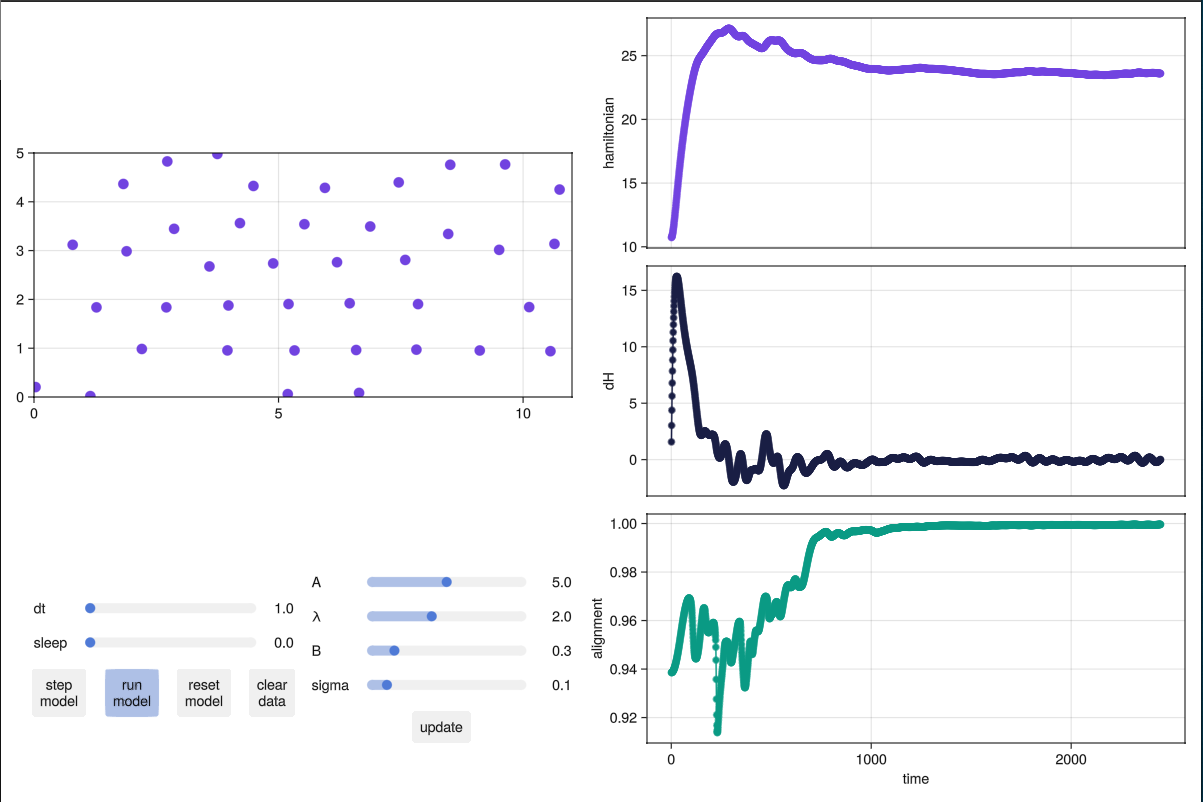 5
4
3
2
1
0
0
5
10
dt
1.0
sleep
0.0
step
model
run
model
reset
model
clear
data
A
5.0
λ
2.0
B
0.3
sigma
0.1
update
hamiltonian
25
20
15
10
dH
15
10
5
0
alignment
1.00
0.98
0.96
0.94
0.92
0
1000
2000
time